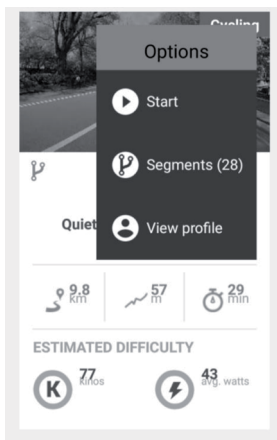 Cycling
Options
Start
Segments (28)
Quiet
View profile
9.8
km
57
m
29
min
ESTIMATED DIFFICULTY
K
77
kinos
43
avg. watts